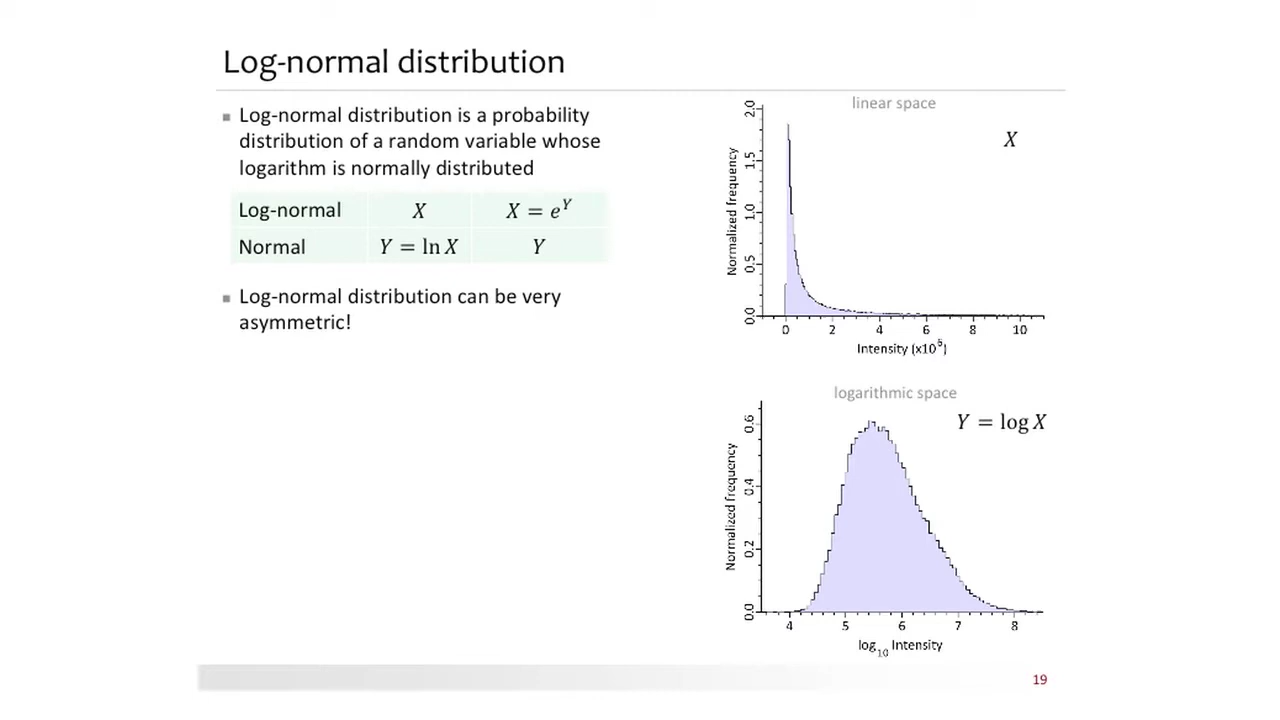 Log-normal distribution
Log-normal distribution is a probability
distribution of a random variable whose
logarithm is normally distributed
Log-normal X X = e^Y
Normal Y = ln X Y
Log-normal distribution can be very
asymmetric!
linear space
X
Normalized frequency
2.0
1.5
1.0
0.5
0.0
0 2 4 6 8 10
Intensity (x10^6)
logarithmic space
Y = log X
Normalized frequency
0.6
0.4
0.2
0.0
4 5 6 7 8
log_10 Intensity
19